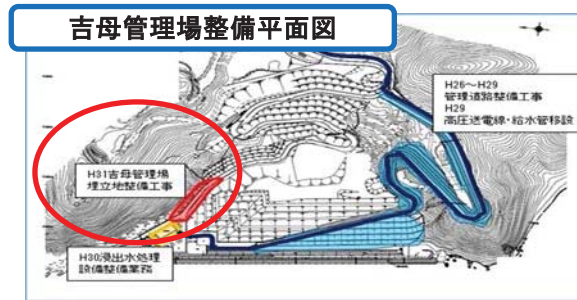 吉母管理場整備平面図
H26～H29
管理道路整備工事
H29
高圧送電線・給水管移設
H31吉母管理場
埋立地整備工事
H30浸出水処理
設備整備業務